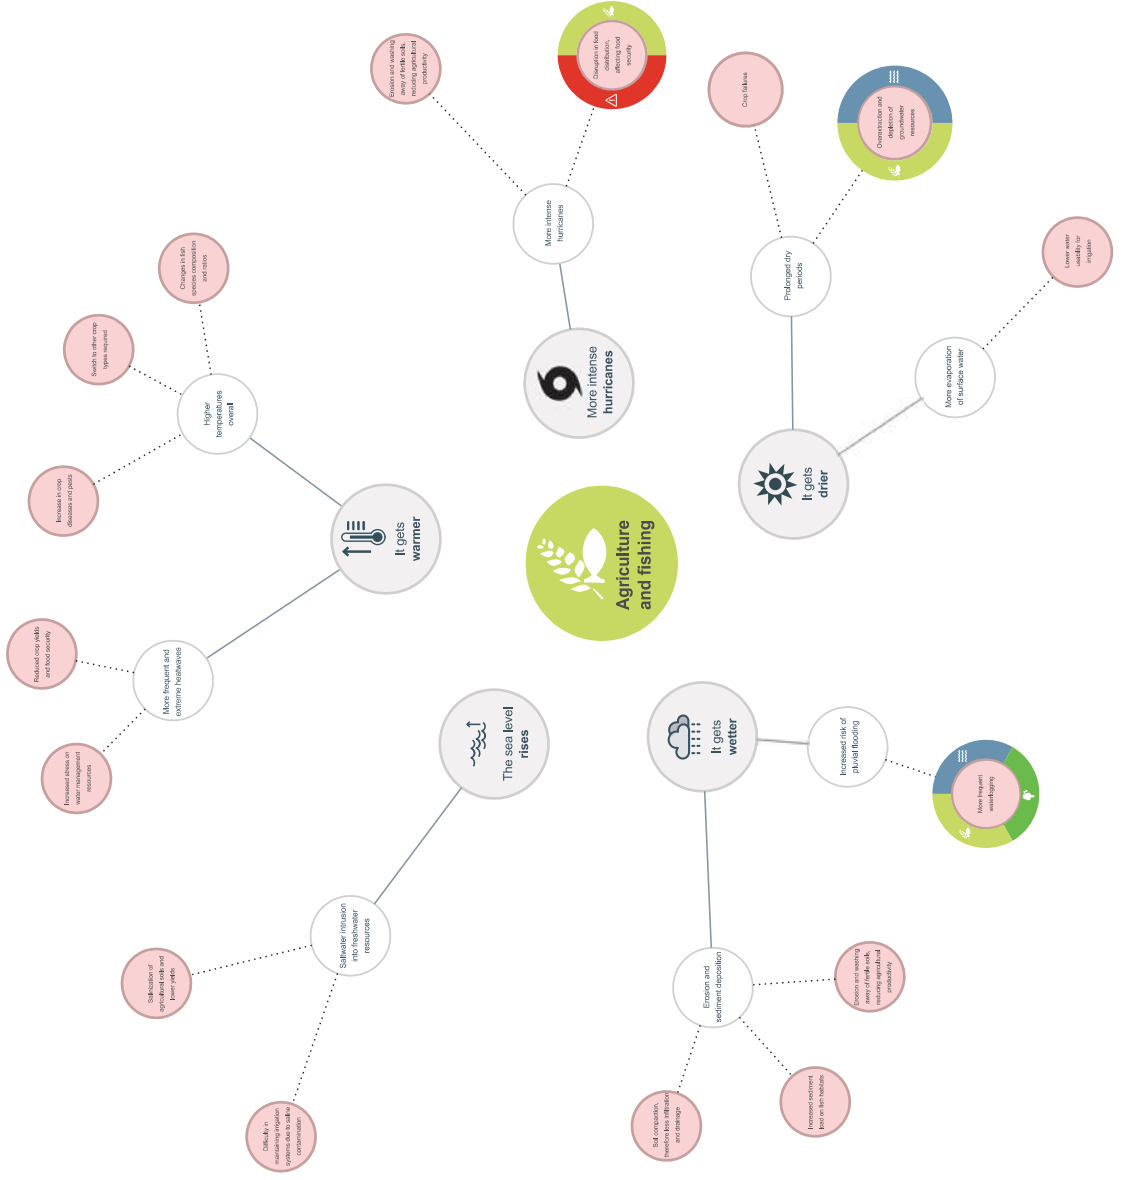 Agriculture
and fishing
More intense
hurricanes
More intense
hurricanes
Erosion and washing
away of fertile soils,
reducing agricultural
productivity
Disruption in food
distribution,
affecting food
security
It gets
drier
Prolonged dry
periods
Crop failures
Overextraction and
depletion of
groundwater
resources
More evaporation
of surface water
Lower water
usability for
irrigation
It gets
wetter
Increased risk of
pluvial flooding
More frequent
waterlogging
Erosion and
sediment deposition
Erosion and washing
away of fertile soils,
reducing agricultural
productivity
Increased sediment
load on fish habitats
Soil compaction,
therefore less infiltration
and drainage
The sea level
rises
Saltwater intrusion
into freshwater
resources
Difficulty in
maintaining irrigation
systems due to saline
contamination
Salinization of
agricultural soils and
lower yields
It gets
warmer
More frequent and
extreme heatwaves
Increased stress on
water management
resources
Reduced crop yields
and food security
Higher
temperatures
overall
Increase in crop
diseases and pests
Switch to other crop
types required
Changes in fish
species composition
and ratios